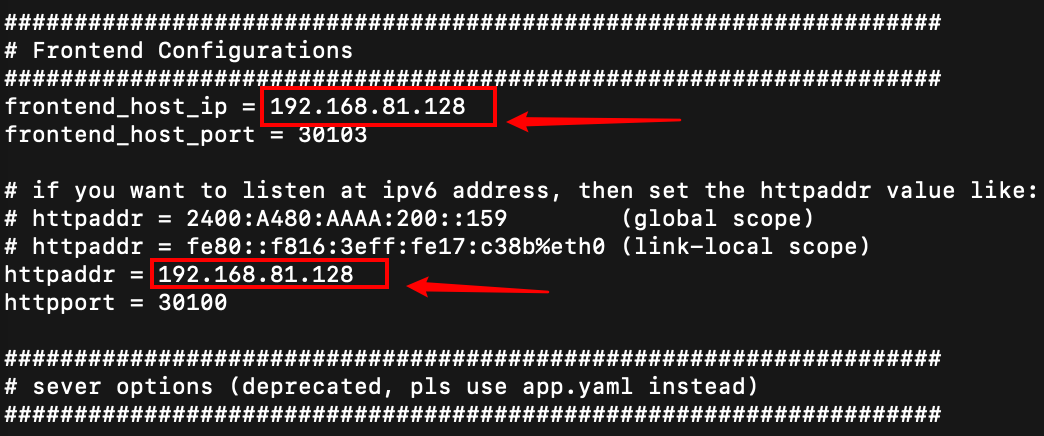 ################################################################################
# Frontend Configurations
################################################################################
frontend_host_ip = 192.168.81.128
frontend_host_port = 30103
# if you want to listen at ipv6 address, then set the httpaddr value like:
# httpaddr = 2400:A480:AAAA:200::159 (global scope)
# httpaddr = fe80::f816:3eff:fe17:c38b%eth0 (link-local scope)
httpaddr = 192.168.81.128
httpport = 30100
################################################################################
# sever options (deprecated, pls use app.yaml instead)
################################################################################